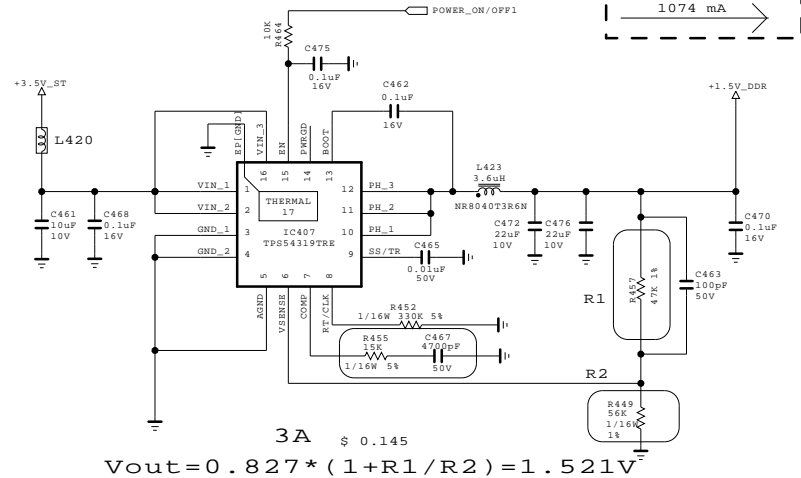 1074 mA
POWER_ON/OFF1
10K
R464
C475
0.1uF
16V
C462
0.1uF
16V
+3.5V_ST
+1.5V_DDR
L420
EP[GND]
VIN_3
EN
PWRGD
BOOT
16
15
14
13
L423
3.6uH
NR8040T3R6N
VIN_1
1
12
PH_3
VIN_2
2
THERMAL
17
11
PH_2
GND_1
3
IC407
10
PH_1
GND_2
4
TPS54319TRE
9
SS/TR
C461
10uF
10V
C468
0.1uF
16V
C465
0.01uF
50V
C472
22uF
10V
C476
22uF
10V
C470
0.1uF
16V
R1
R457
47K 1%
C463
100pF
50V
5
6
7
8
AGND
VSENSE
COMP
RT/CLK
R452
1/16W 330K 5%
R455
15K
1/16W 5%
C467
4700pF
50V
R2
R449
56K
1/16W
1%
3A
$ 0.145
Vout=0.827*(1+R1/R2)=1.521V